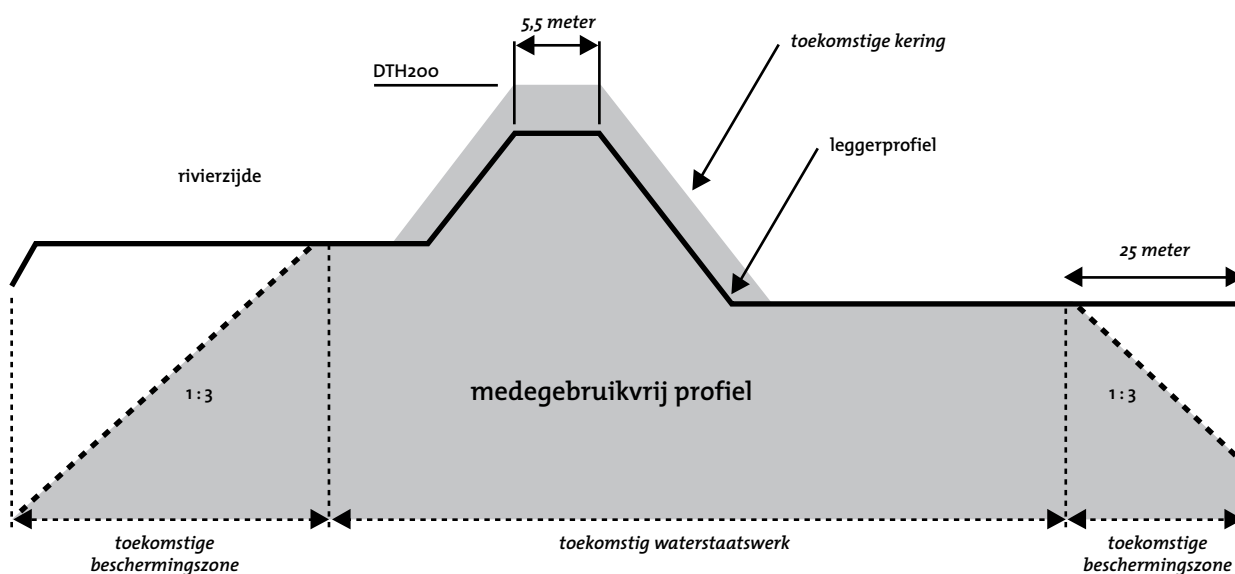 5,5 meter
toekomstige kering
DTH200
leggerprofiel
rivierzijde
25 meter
1 : 3
medegebruikvrij profiel
1 : 3
toekomstige
beschermingszone
toekomstig waterstaatswerk
toekomstige
beschermingszone